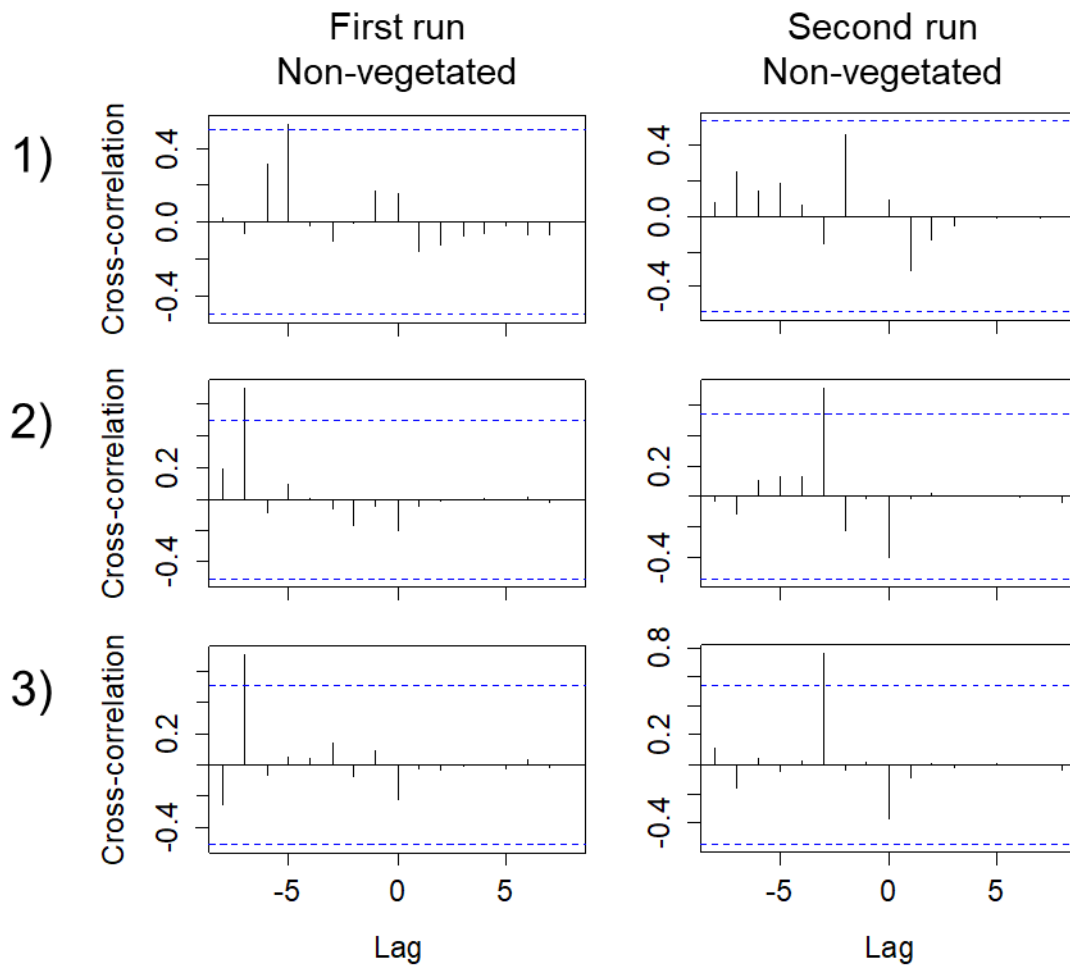 First run
Non-vegetated
Second run
Non-vegetated
1)
Cross-correlation
-0.4 0.0 0.4
-0.4 0.0 0.4
-5 0 5
Lag
-5 0 5
Lag
2)
Cross-correlation
-0.4 0.2
-0.4 0.2
3)
Cross-correlation
-0.4 0.2
-0.4 0.2 0.8